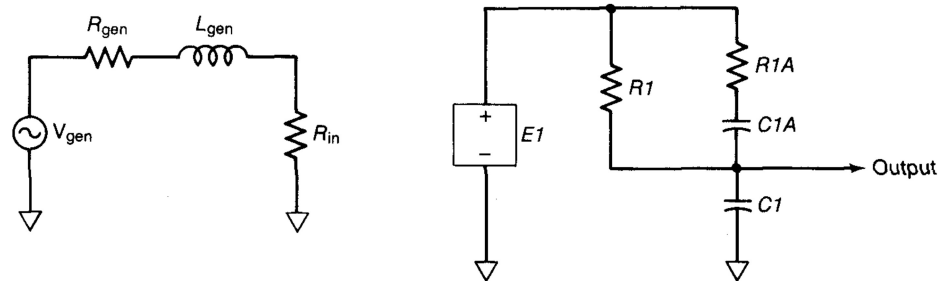 R_gen
L_gen
V_gen
R_in
+
−
E1
R1
R1A
C1A
Output
C1